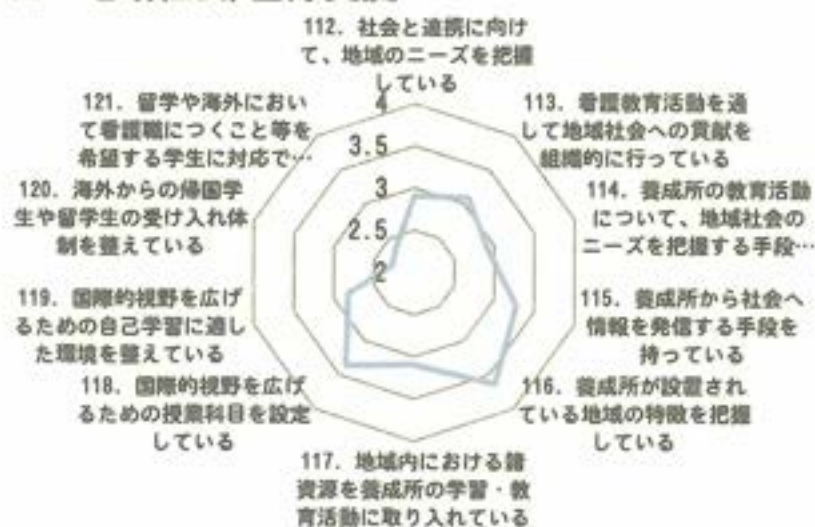 112. 社会と連携に向け
て、地域のニーズを把握
している
113. 看護教育活動を通
して地域社会への貢献を
組織的に行っている
114. 養成所の教育活動
について、地域社会の
ニーズを把握する手段…
115. 養成所から社会へ
情報を発信する手段を
持っている
116. 養成所が設置され
ている地域の特徴を把握
している
117. 地域内における諸
資源を養成所の学習・教
育活動に取り入れている
118. 国際的視野を広げ
るための授業科目を設定
している
119. 国際的視野を広げ
るための自己学習に適し
た環境を整えている
120. 海外からの帰国学
生や留学生の受け入れ体
制を整えている
121. 留学や海外におい
て看護職につくこと等を
希望する学生に対応で…
4
3.5
3
2.5
2